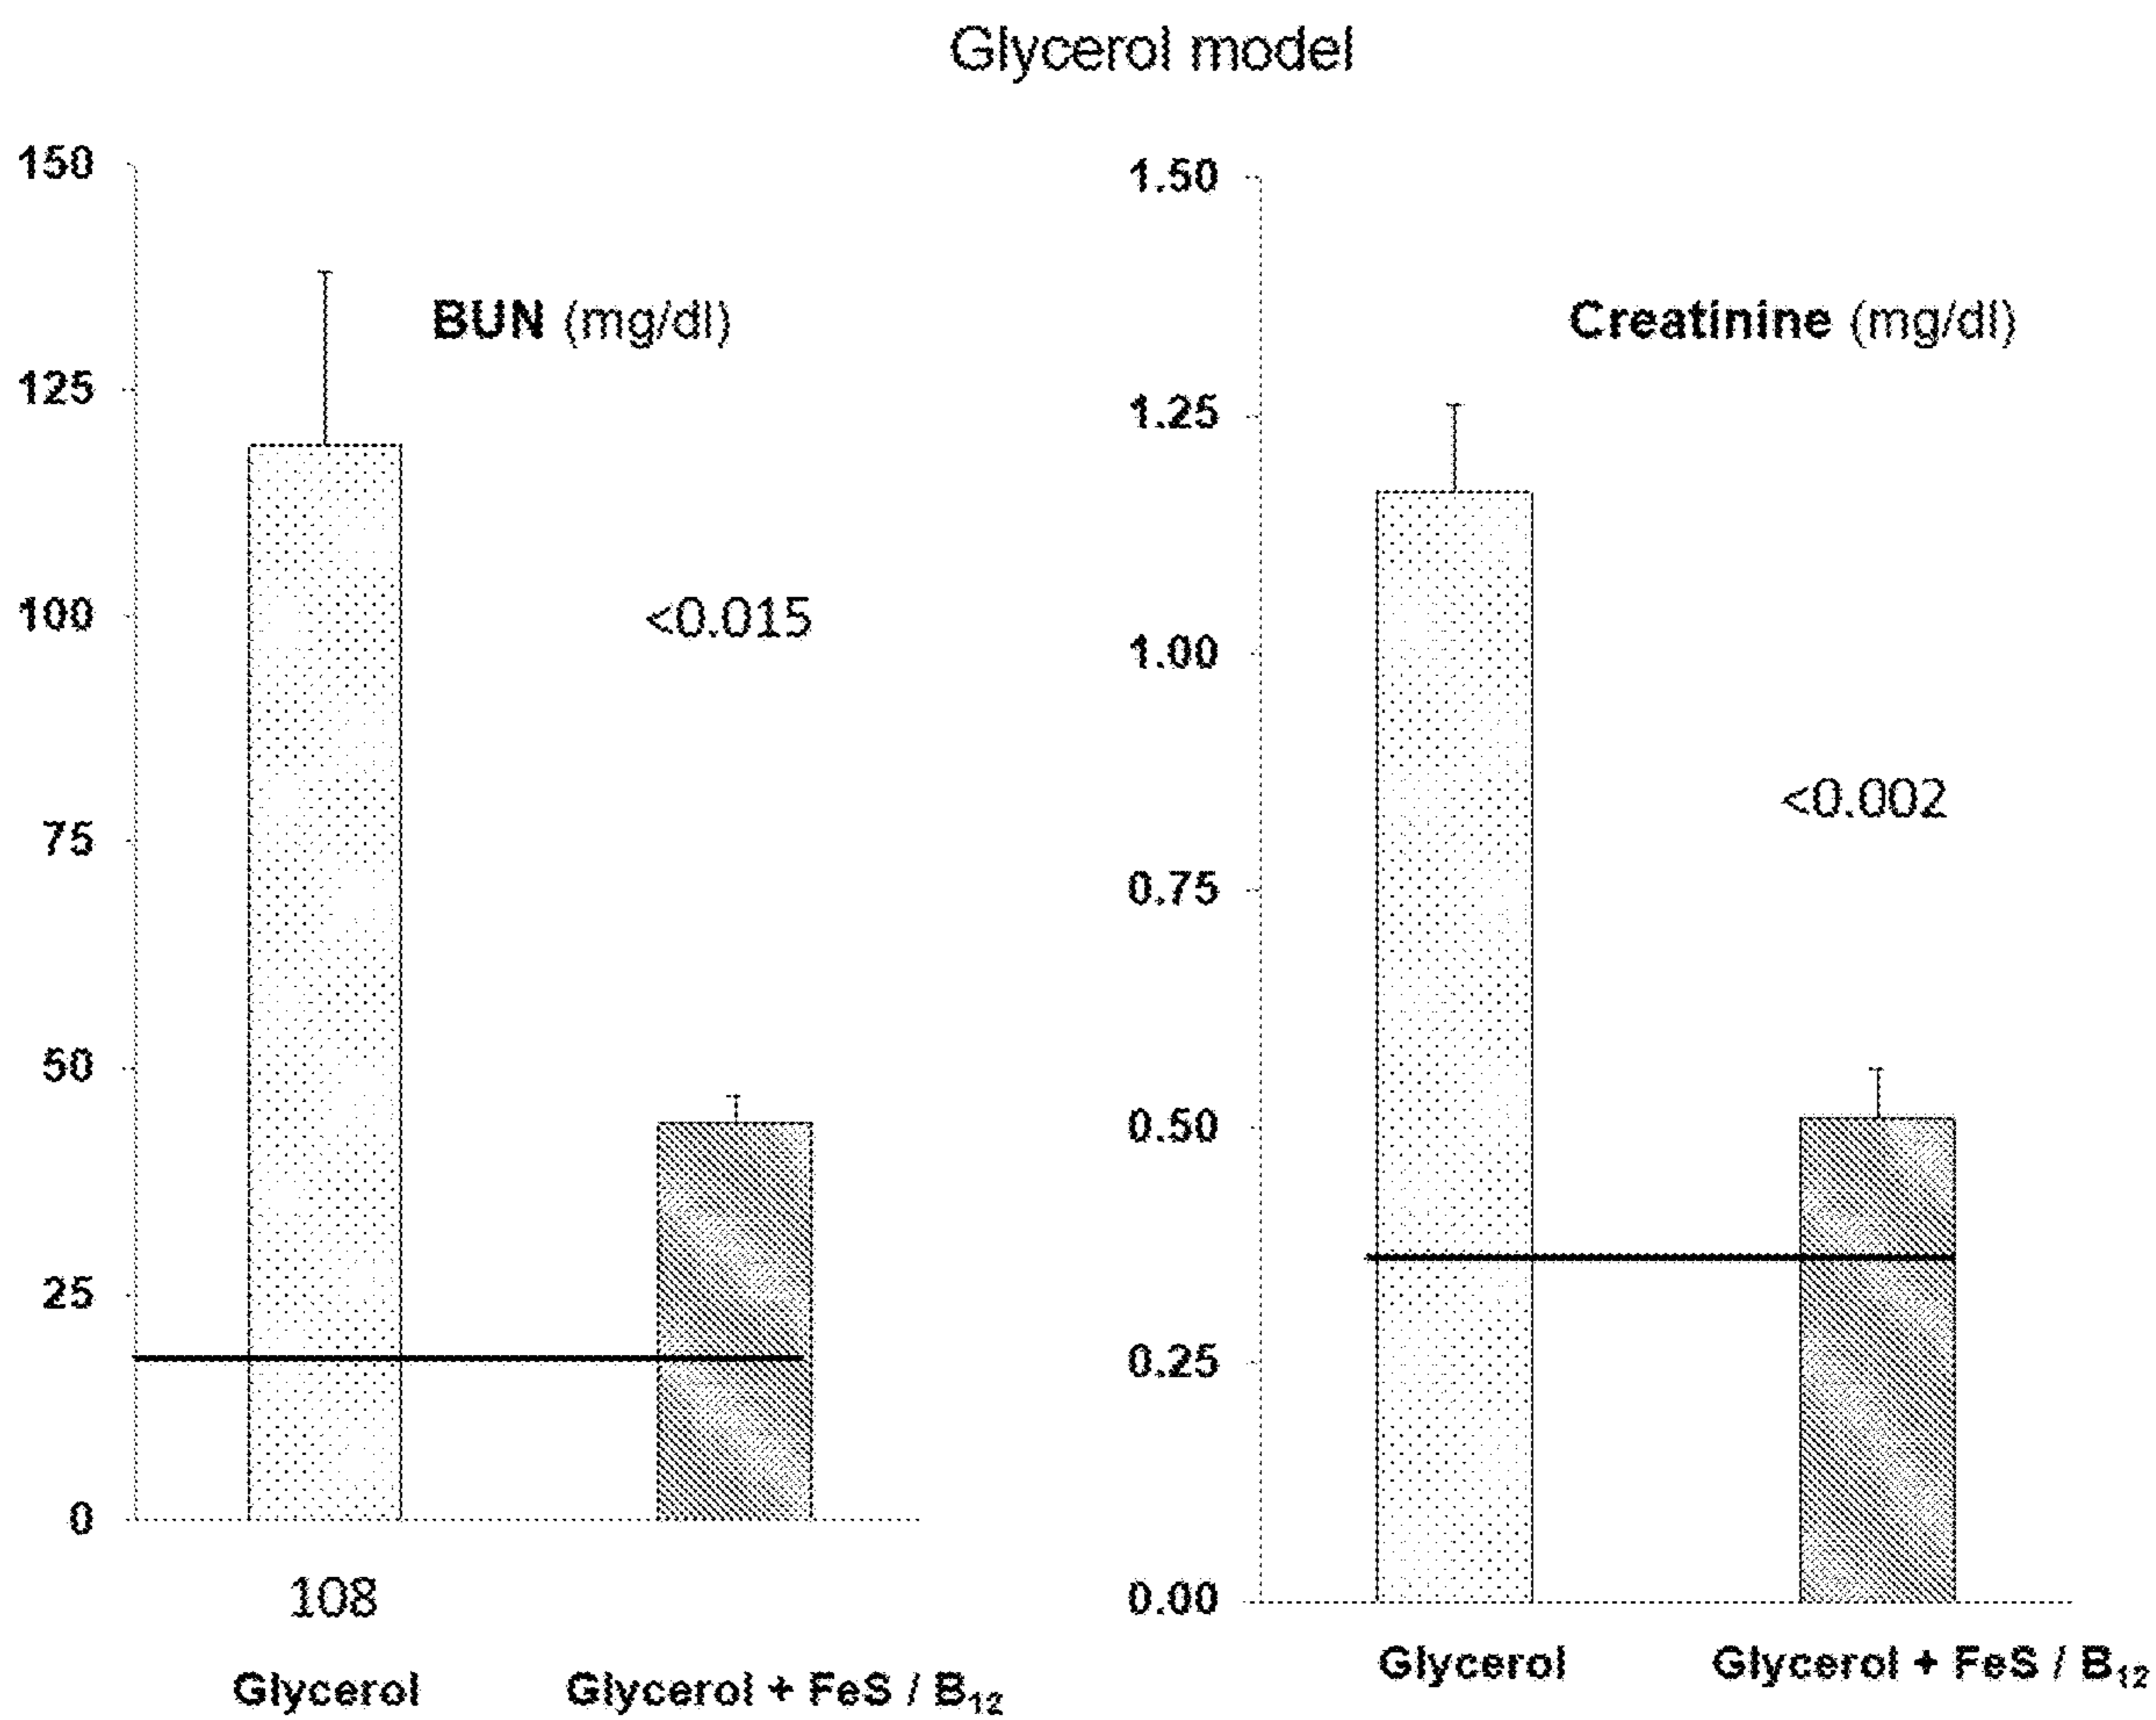 Glycerol model
BUN (mg/dl)
150
125
100
75
50
25
0
<0.015
108
Glycerol
Glycerol + FeS / B₁₂
Creatinine (mg/dl)
1.50
1.25
1.00
0.75
0.50
0.25
0.00
<0.002
Glycerol
Glycerol + FeS / B₁₂